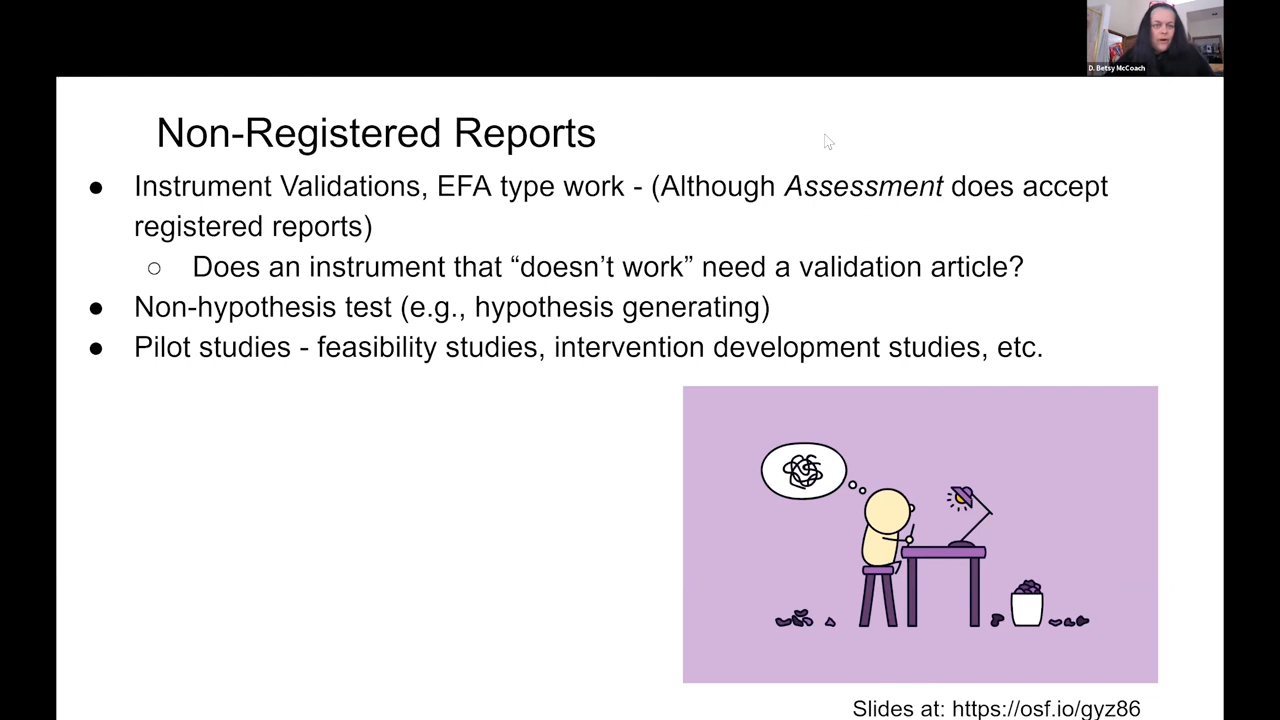 D. Betsy McCoach
Non-Registered Reports
● Instrument Validations, EFA type work - (Although Assessment does accept
registered reports)
○ Does an instrument that “doesn’t work” need a validation article?
● Non-hypothesis test (e.g., hypothesis generating)
● Pilot studies - feasibility studies, intervention development studies, etc.
Slides at: https://osf.io/gyz86